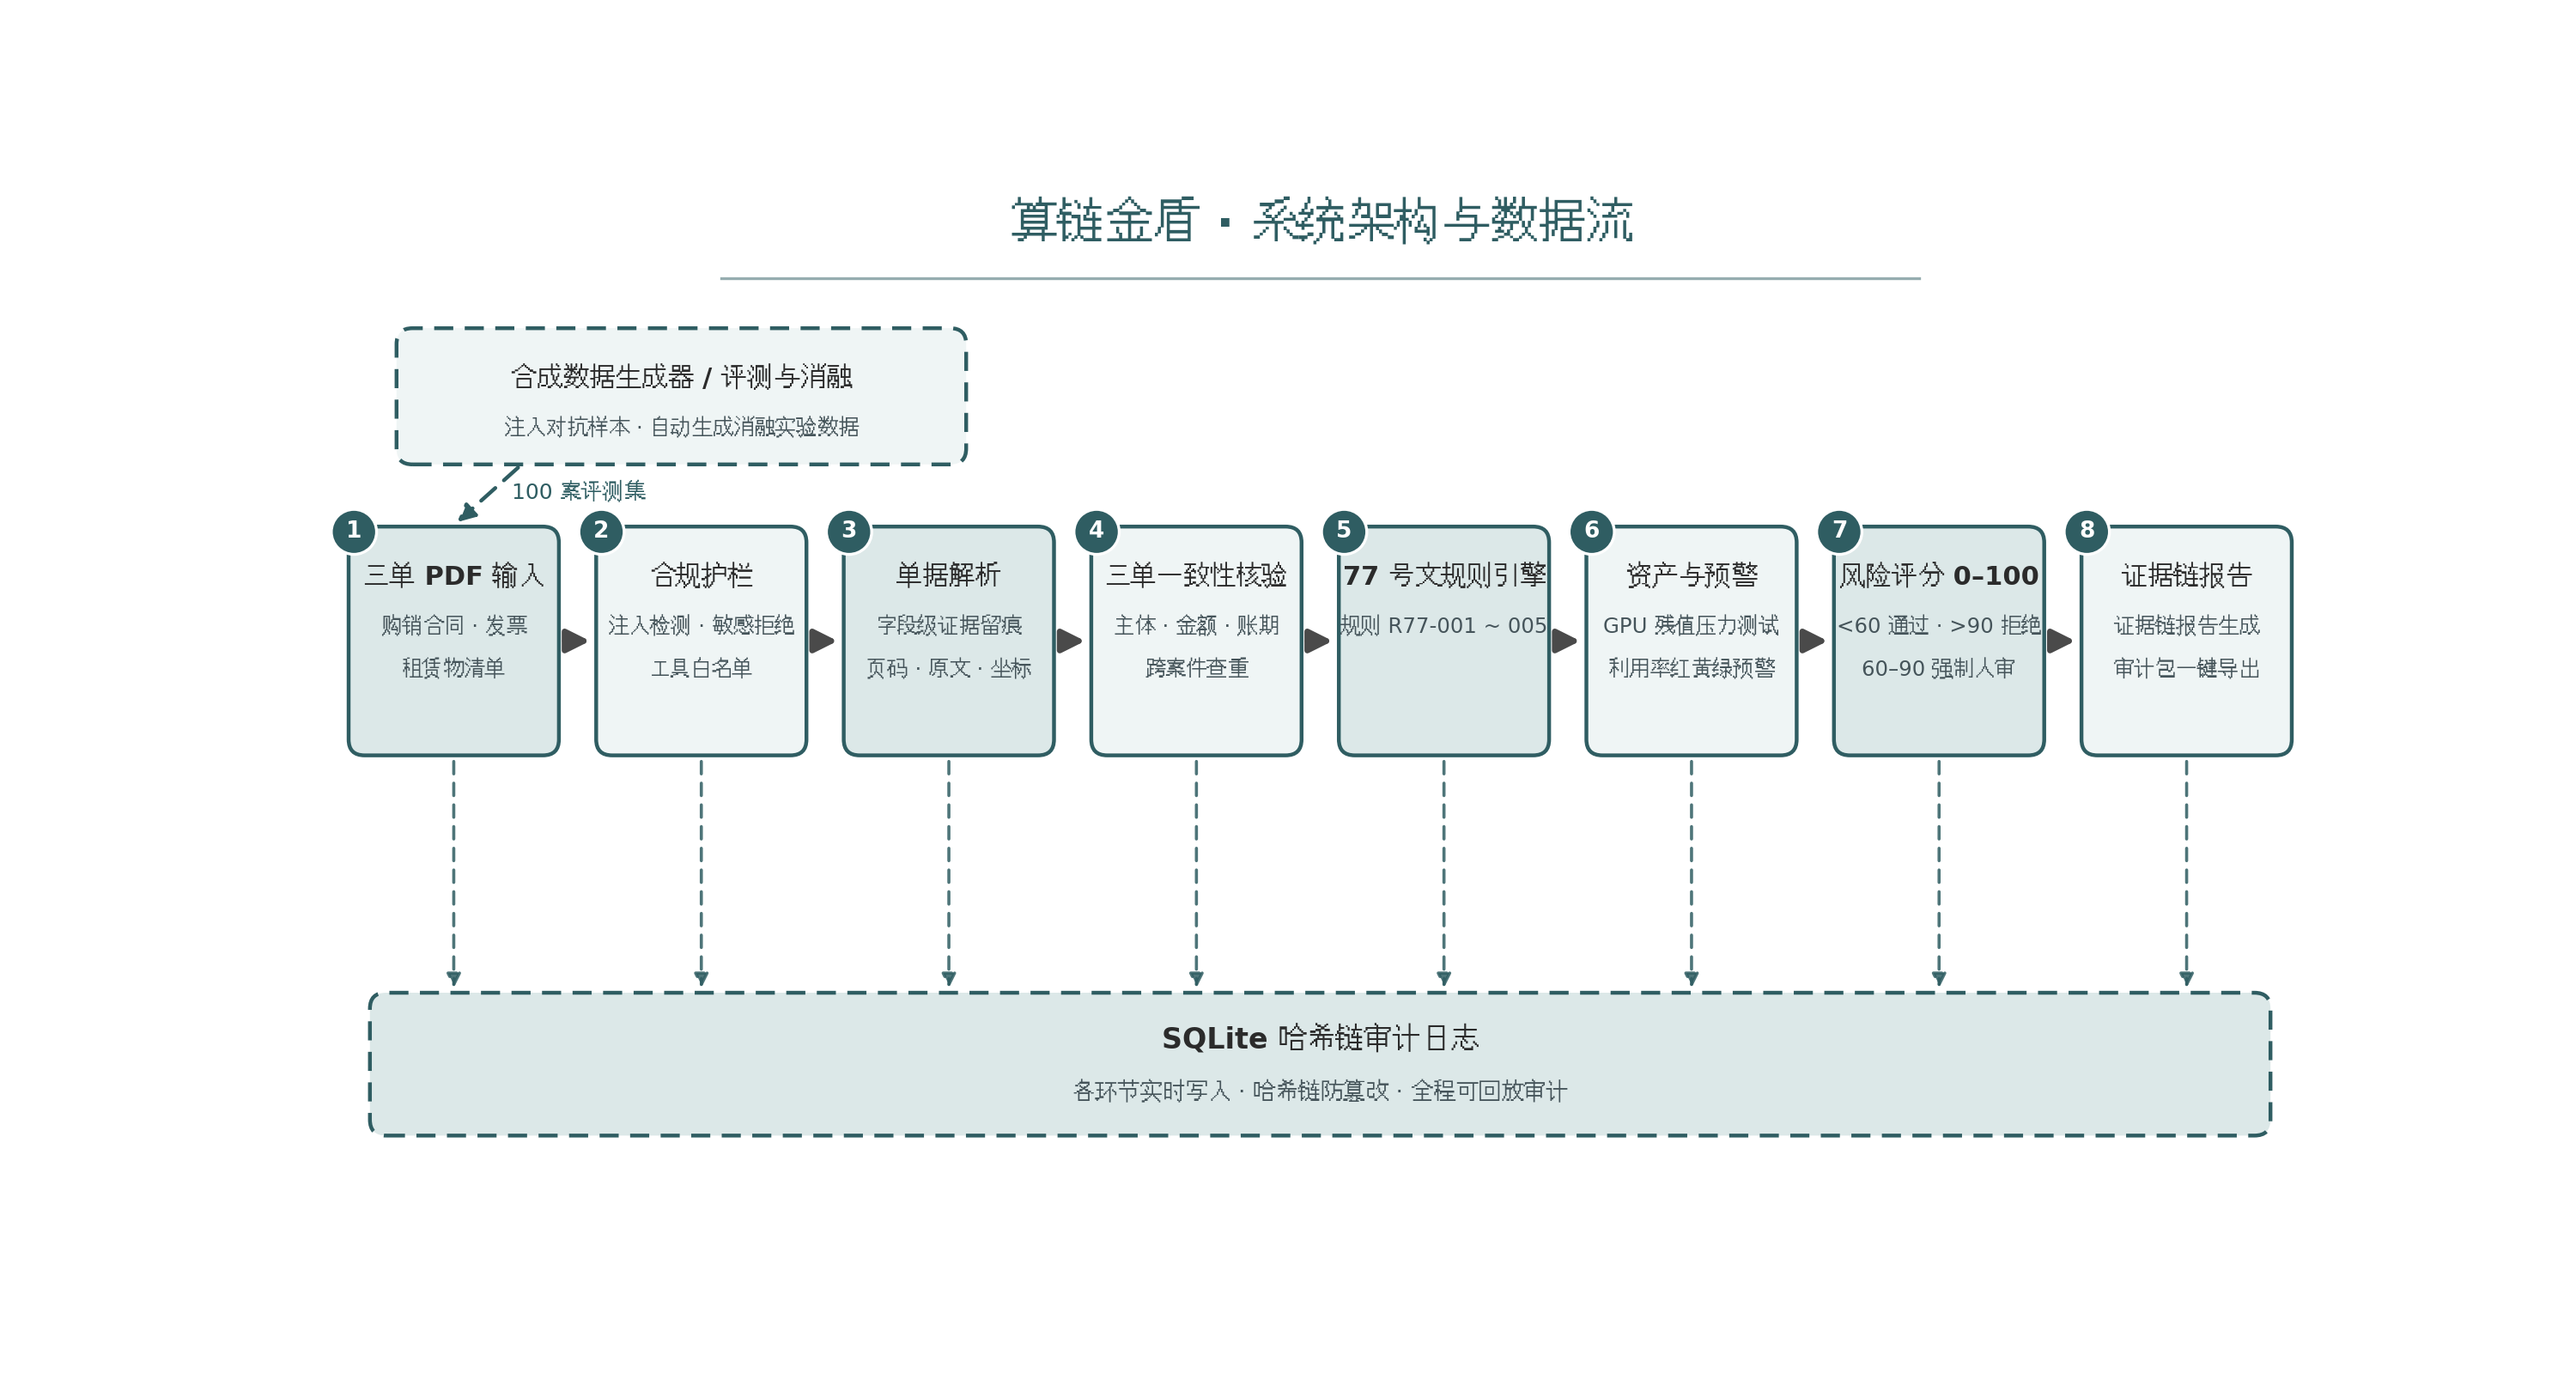 算链金盾 · 系统架构与数据流
合成数据生成器 / 评测与消融
注入对抗样本 · 自动生成消融实验数据
100 案评测集
1
三单 PDF 输入
购销合同 · 发票
租赁物清单
2
合规护栏
注入检测 · 敏感拒绝
工具白名单
3
单据解析
字段级证据留痕
页码 · 原文 · 坐标
4
三单一致性核验
主体 · 金额 · 账期
跨案件查重
5
77 号文规则引擎
规则 R77-001 ~ 005
6
资产与预警
GPU 残值压力测试
利用率红黄绿预警
7
风险评分 0–100
<60 通过 · >90 拒绝
60–90 强制人审
8
证据链报告
证据链报告生成
审计包一键导出
SQLite 哈希链审计日志
各环节实时写入 · 哈希链防篡改 · 全程可回放审计